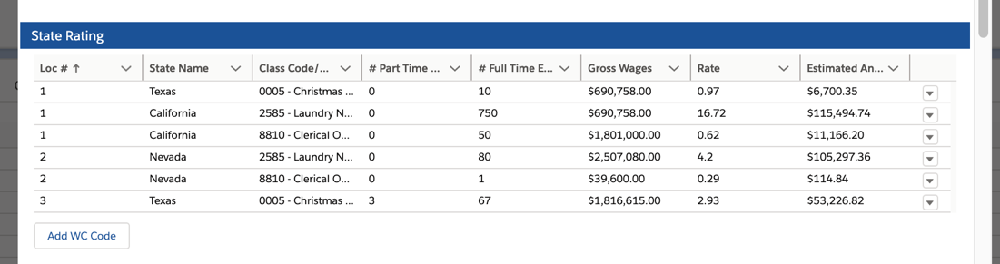 State Rating
Loc # ↑ State Name Class Code/... # Part Time ... # Full Time E... Gross Wages Rate Estimated An...
1 Texas 0005 - Christmas ... 0 10 $690,758.00 0.97 $6,700.35
1 California 2585 - Laundry N... 0 750 $690,758.00 16.72 $115,494.74
1 California 8810 - Clerical O... 0 50 $1,801,000.00 0.62 $11,166.20
2 Nevada 2585 - Laundry N... 0 80 $2,507,080.00 4.2 $105,297.36
2 Nevada 8810 - Clerical O... 0 1 $39,600.00 0.29 $114.84
3 Texas 0005 - Christmas ... 3 67 $1,816,615.00 2.93 $53,226.82
Add WC Code